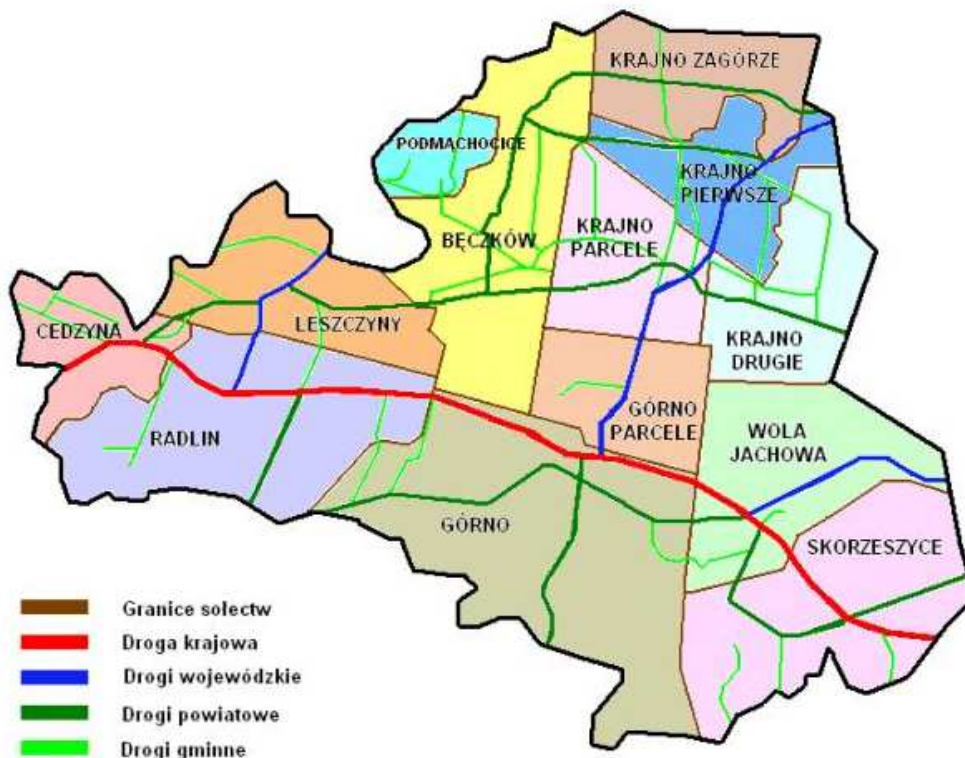 KRAJNO ZAGÓRZE
PODMĄCHOCICE
KRAJNO
PIERWSZE
KRAJNO
PARCELE
BĘCZKÓW
CEDZYNA
LESZCZYNY
KRAJNO
DRUGIE
GÓRNO
PARCELE
RADLIN
WOLA
JACHOWA
GÓRNO
SKORZESZYCE
Granice sołectw
Droga krajowa
Drogi wojewódzkie
Drogi powiatowe
Drogi gminne